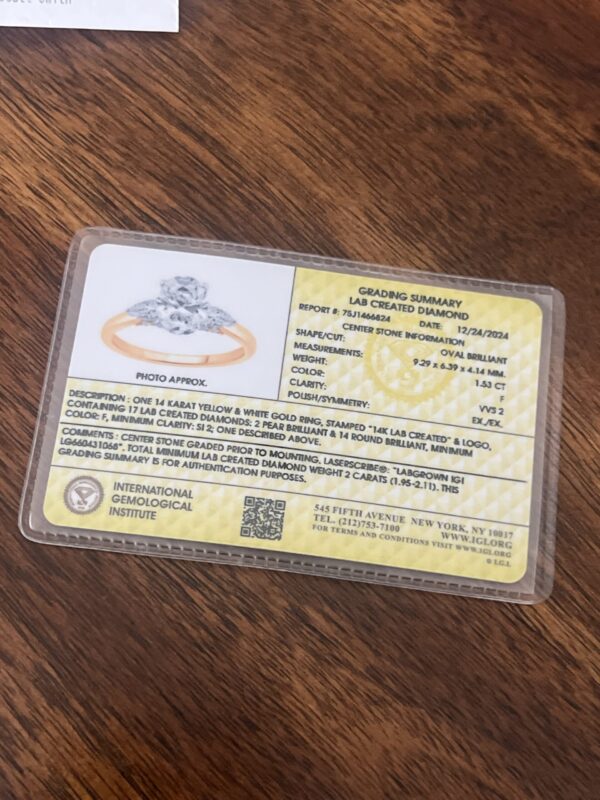 GRADING SUMMARY
LAB CREATED DIAMOND
REPORT #: 75J1466824 DATE: 12/24/2024
CENTER STONE INFORMATION
SHAPE/CUT: OVAL BRILLIANT
MEASUREMENTS: 9.29 x 6.39 x 4.14 MM.
WEIGHT: 1.53 CT
COLOR: F
CLARITY: VVS 2
POLISH/SYMMETRY: EX./EX.
PHOTO APPROX.
DESCRIPTION : ONE 14 KARAT YELLOW & WHITE GOLD RING, STAMPED "14K LAB CREATED" & LOGO,
CONTAINING 17 LAB CREATED DIAMONDS: 2 PEAR BRILLIANT & 14 ROUND BRILLIANT, MINIMUM
COLOR: F, MINIMUM CLARITY: SI 2; ONE DESCRIBED ABOVE.
COMMENTS : CENTER STONE GRADED PRIOR TO MOUNTING. LASERSCRIBE®: "LABGROWN IGI
LG660431068". TOTAL MINIMUM LAB CREATED DIAMOND WEIGHT 2 CARATS (1.95-2.11). THIS
GRADING SUMMARY IS FOR AUTHENTICATION PURPOSES.
INTERNATIONAL
GEMOLOGICAL
INSTITUTE
545 FIFTH AVENUE NEW YORK, NY 10017
TEL. (212)753-7100 WWW.IGI.ORG
FOR TERMS AND CONDITIONS VISIT WWW.IGI.ORG
© I.G.I.